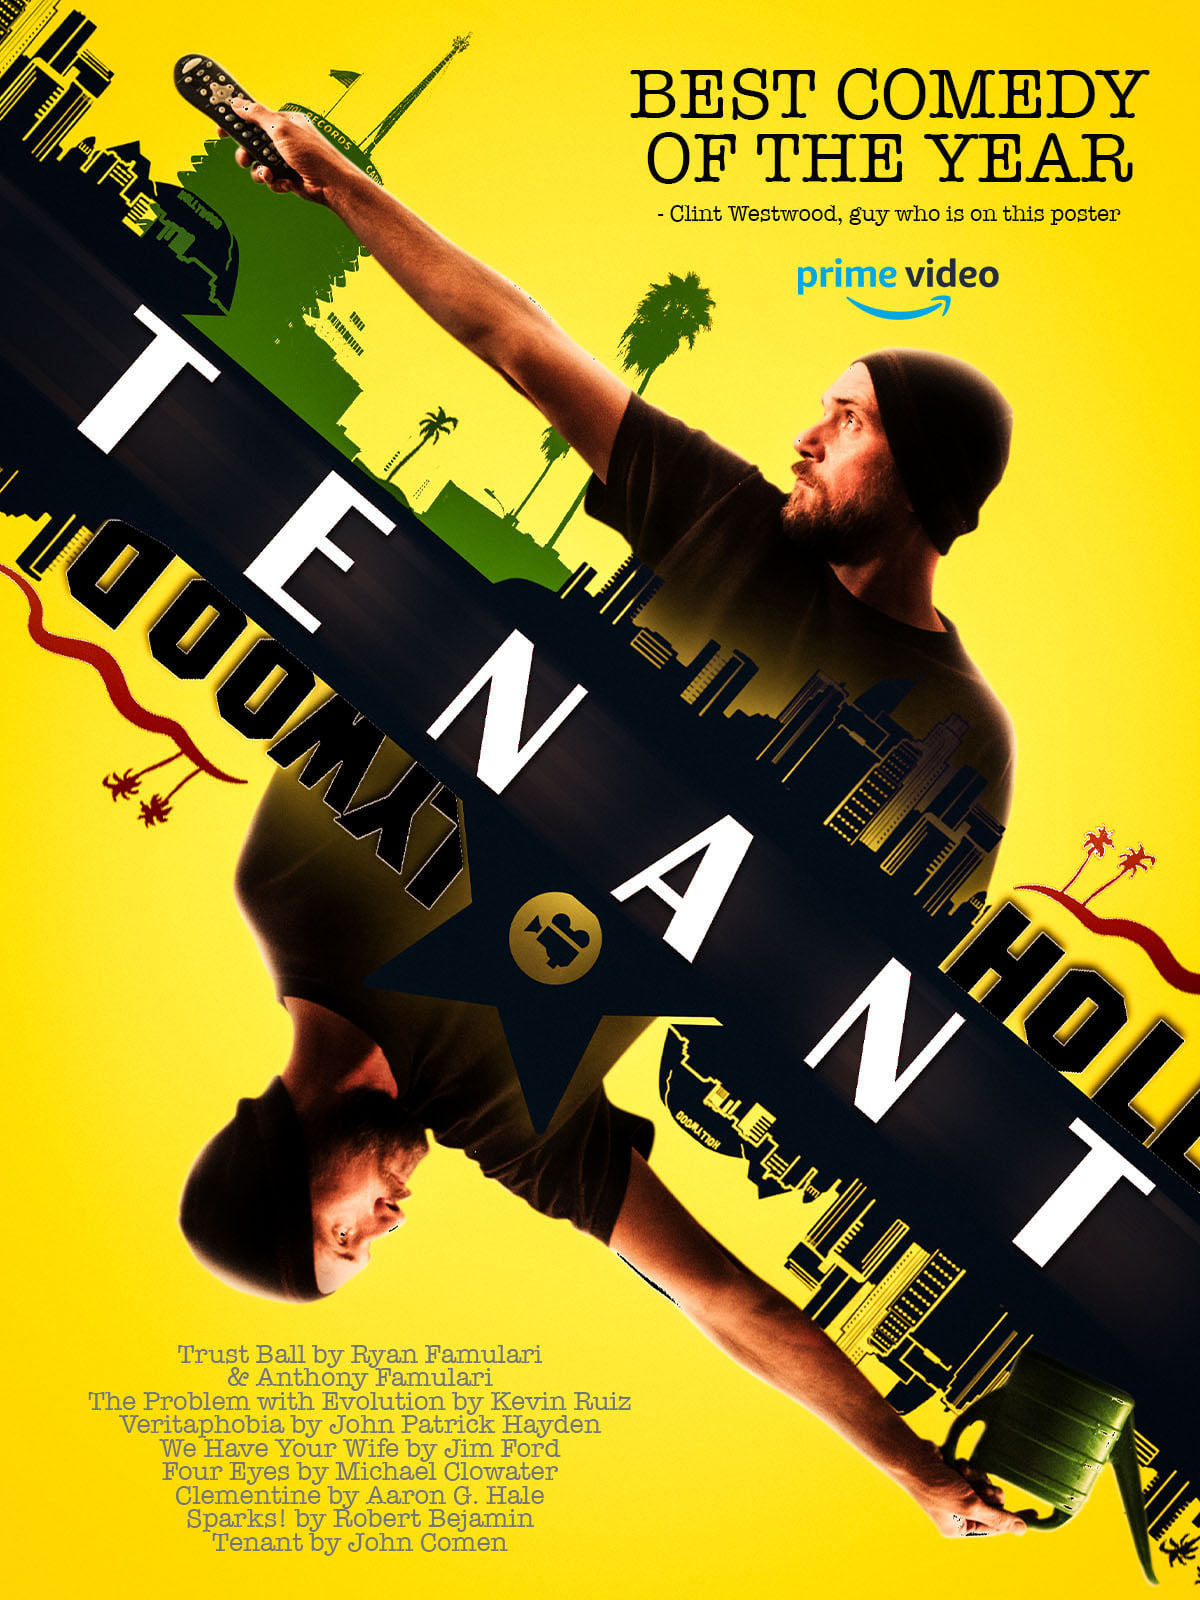 BEST COMEDY
OF THE YEAR
- Clint Westwood, guy who is on this poster
prime video
RECORDS
HOLLYWOOD
TENANT
HOLL
YWOOD
B
HOLLYWOOD
Trust Ball by Ryan Famulari
& Anthony Famulari
The Problem with Evolution by Kevin Ruiz
Veritaphobia by John Patrick Hayden
We Have Your Wife by Jim Ford
Four Eyes by Michael Clowater
Clementine by Aaron G. Hale
Sparks! by Robert Bejamin
Tenant by John Comen